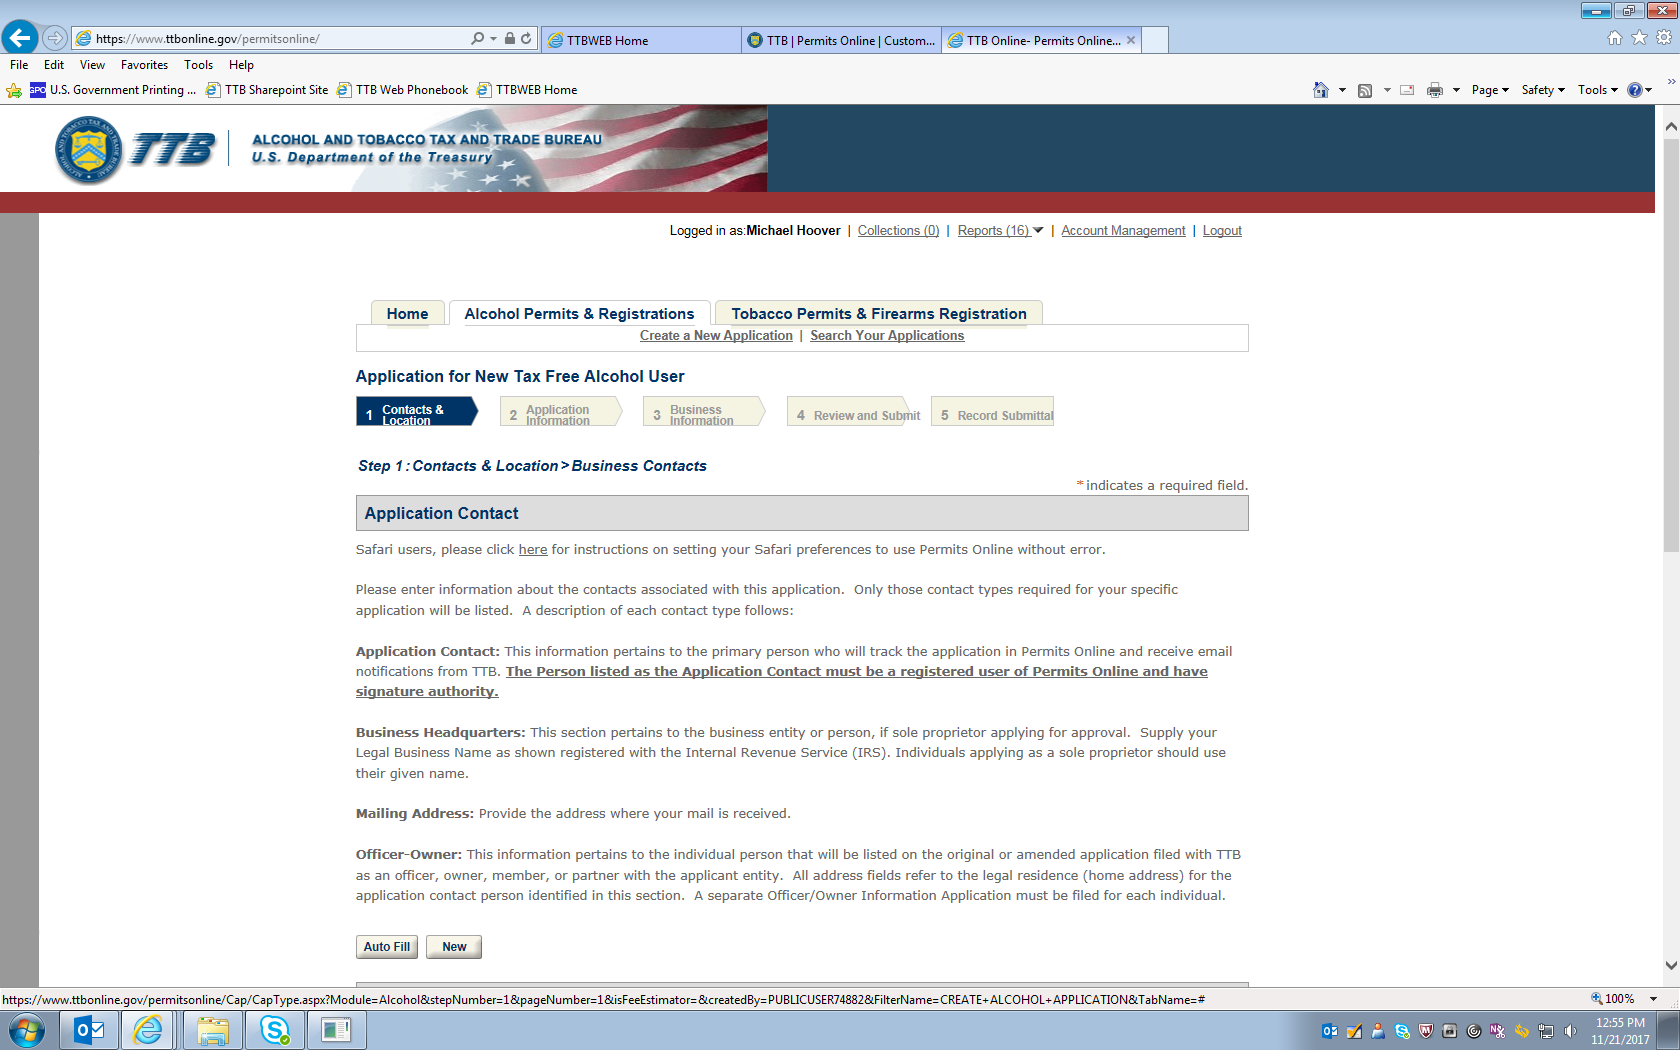 https://www.ttbonline.gov/permitsonline/
TTBWEB Home
TTB | Permits Online | Custom...
TTB Online- Permits Online...
File Edit View Favorites Tools Help
GPO U.S. Government Printing ... TTB Sharepoint Site TTB Web Phonebook TTBWEB Home
Page Safety Tools
TTB
ALCOHOL AND TOBACCO TAX AND TRADE BUREAU
U.S. Department of the Treasury
Logged in as:Michael Hoover | Collections (0) | Reports (16) | Account Management | Logout
Home Alcohol Permits & Registrations Tobacco Permits & Firearms Registration
Create a New Application | Search Your Applications
Application for New Tax Free Alcohol User
1 Contacts & Location
2 Application Information
3 Business Information
4 Review and Submit
5 Record Submittal
Step 1: Contacts & Location > Business Contacts
* indicates a required field.
Application Contact
Safari users, please click here for instructions on setting your Safari preferences to use Permits Online without error.
Please enter information about the contacts associated with this application. Only those contact types required for your specific
application will be listed. A description of each contact type follows:
Application Contact: This information pertains to the primary person who will track the application in Permits Online and receive email
notifications from TTB. The Person listed as the Application Contact must be a registered user of Permits Online and have
signature authority.
Business Headquarters: This section pertains to the business entity or person, if sole proprietor applying for approval. Supply your
Legal Business Name as shown registered with the Internal Revenue Service (IRS). Individuals applying as a sole proprietor should use
their given name.
Mailing Address: Provide the address where your mail is received.
Officer-Owner: This information pertains to the individual person that will be listed on the original or amended application filed with TTB
as an officer, owner, member, or partner with the applicant entity. All address fields refer to the legal residence (home address) for the
application contact person identified in this section. A separate Officer/Owner Information Application must be filed for each individual.
Auto Fill New
https://www.ttbonline.gov/permitsonline/Cap/CapType.aspx?Module=Alcohol&stepNumber=1&pageNumber=1&isFeeEstimator=&createdBy=PUBLICUSER74882&FilterName=CREATE+ALCOHOL+APPLICATION&TabName=#
100%
12:55 PM
11/21/2017